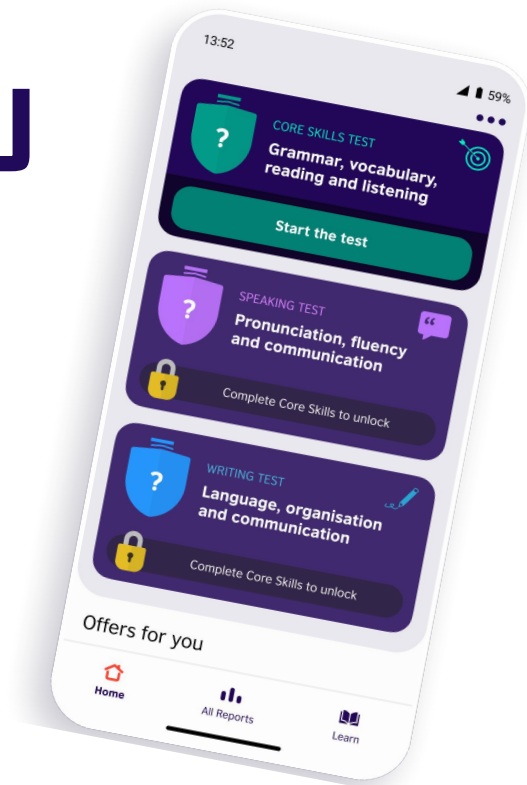 13:52
59%
?
CORE SKILLS TEST
Grammar, vocabulary,
reading and listening
Start the test
?
SPEAKING TEST
Pronunciation, fluency
and communication
Complete Core Skills to unlock
?
WRITING TEST
Language, organisation
and communication
Complete Core Skills to unlock
Offers for you
Home
All Reports
Learn